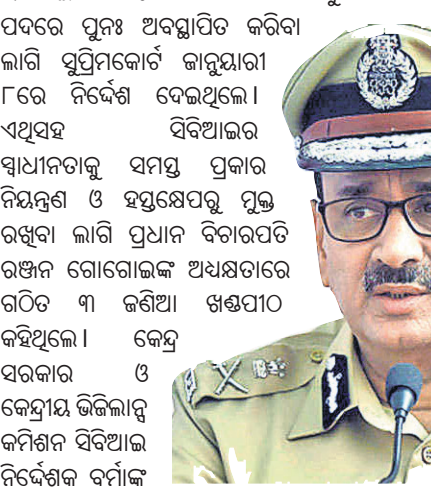 ପଦରେ ପୁନଃ ଅବସ୍ଥାପିତ କରିବା
ଲାଗି ସୁପ୍ରିମକୋର୍ଟ ଜାନୁୟାରୀ
୮ରେ ନିର୍ଦ୍ଦେଶ ଦେଇଥିଲେ।
ଏଥିସହ ସିବିଆଇର
ସ୍ୱାଧୀନତାକୁ ସମସ୍ତ ପ୍ରକାର
ନିୟନ୍ତ୍ରଣ ଓ ହସ୍ତକ୍ଷେପରୁ ମୁକ୍ତ
ରଖିବା ଲାଗି ପ୍ରଧାନ ବିଚାରପତି
ରଞ୍ଜନ ଗୋଗୋଇଙ୍କ ଅଧ୍ୟକ୍ଷତାରେ
ଗଠିତ ୩ ଜଣିଆ ଖଣ୍ଡପୀଠ
କହିଥିଲେ। କେନ୍ଦ୍ର
ସରକାର ଓ
କେନ୍ଦ୍ରୀୟ ଭିଜିଲାନ୍ସ
କମିଶନ ସିବିଆଇ
ନିର୍ଦ୍ଦେଶକ ବର୍ମାଙ୍କ